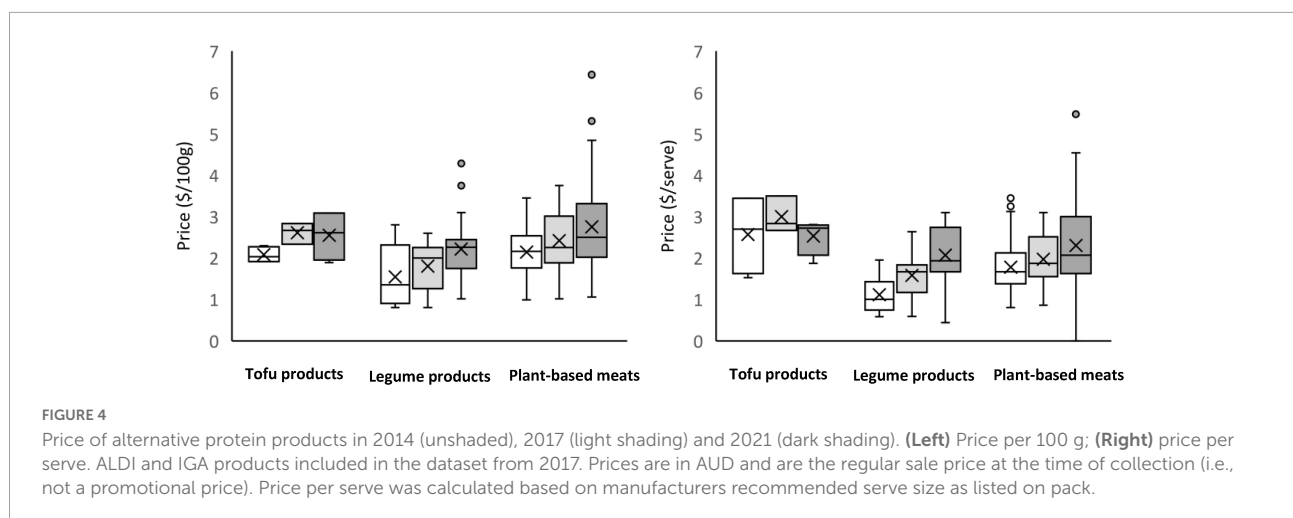 7
6
5
4
3
2
1
0
Price ($/100g)
Tofu products
Legume products
Plant-based meats
7
6
5
4
3
2
1
0
Price ($/serve)
Tofu products
Legume products
Plant-based meats
FIGURE 4
Price of alternative protein products in 2014 (unshaded), 2017 (light shading) and 2021 (dark shading). (Left) Price per 100 g; (Right) price per
serve. ALDI and IGA products included in the dataset from 2017. Prices are in AUD and are the regular sale price at the time of collection (i.e.,
not a promotional price). Price per serve was calculated based on manufacturers recommended serve size as listed on pack.